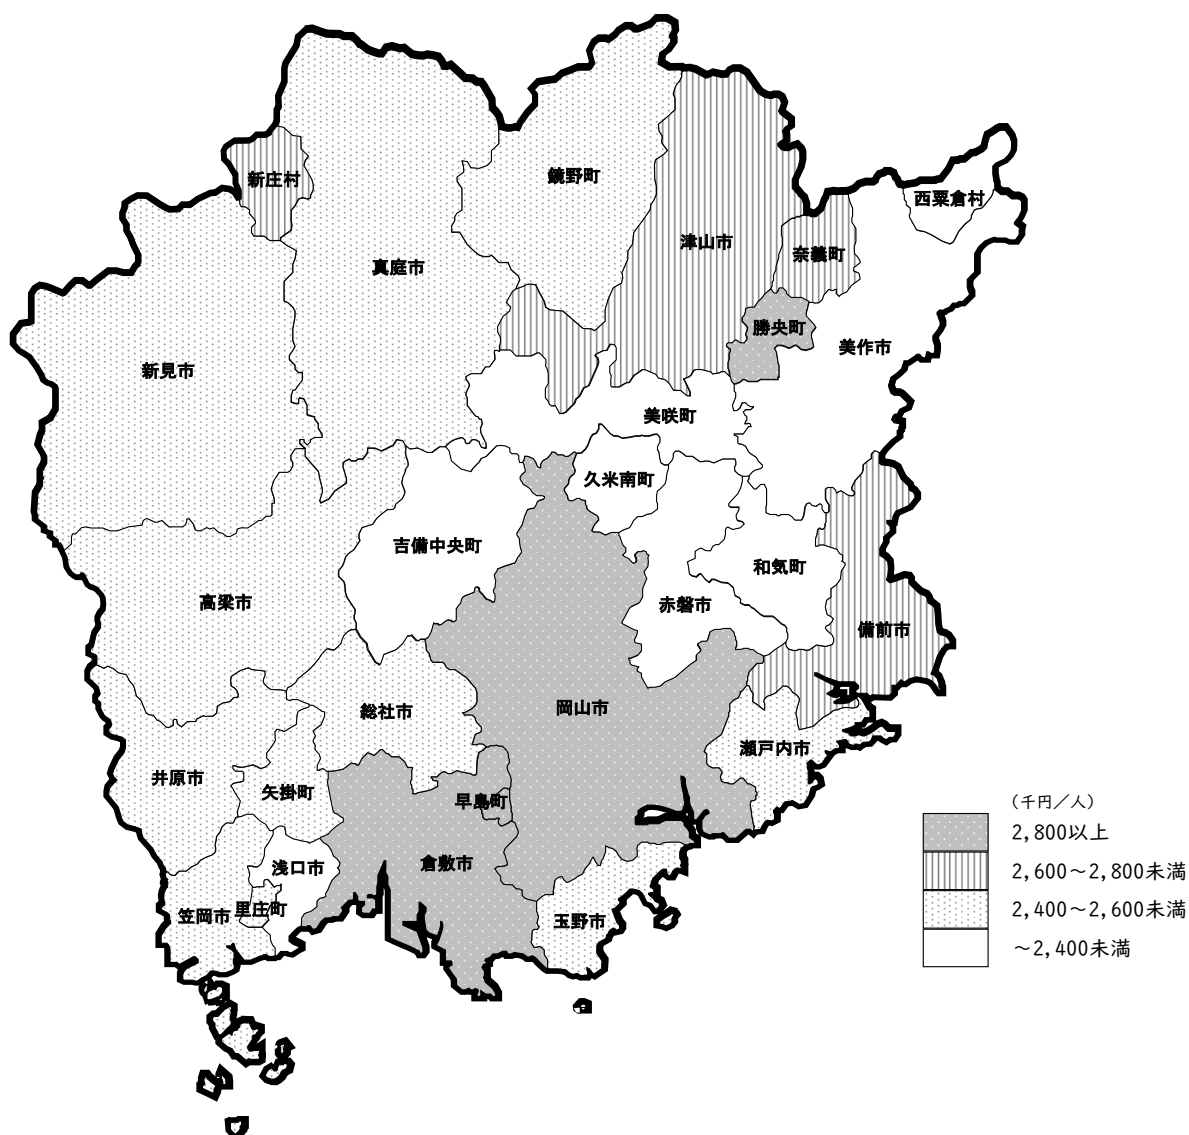 新庄村
鏡野町
西粟倉村
津山市
奈義町
真庭市
勝央町
美作市
新見市
美咲町
久米南町
吉備中央町
和気町
高梁市
赤磐市
備前市
岡山市
総社市
瀬戸内市
井原市
矢掛町
早島町
浅口市
倉敷市
里庄町
笠岡市
玉野市
(千円/人)
2,800以上
2,600~2,800未満
2,400~2,600未満
~2,400未満